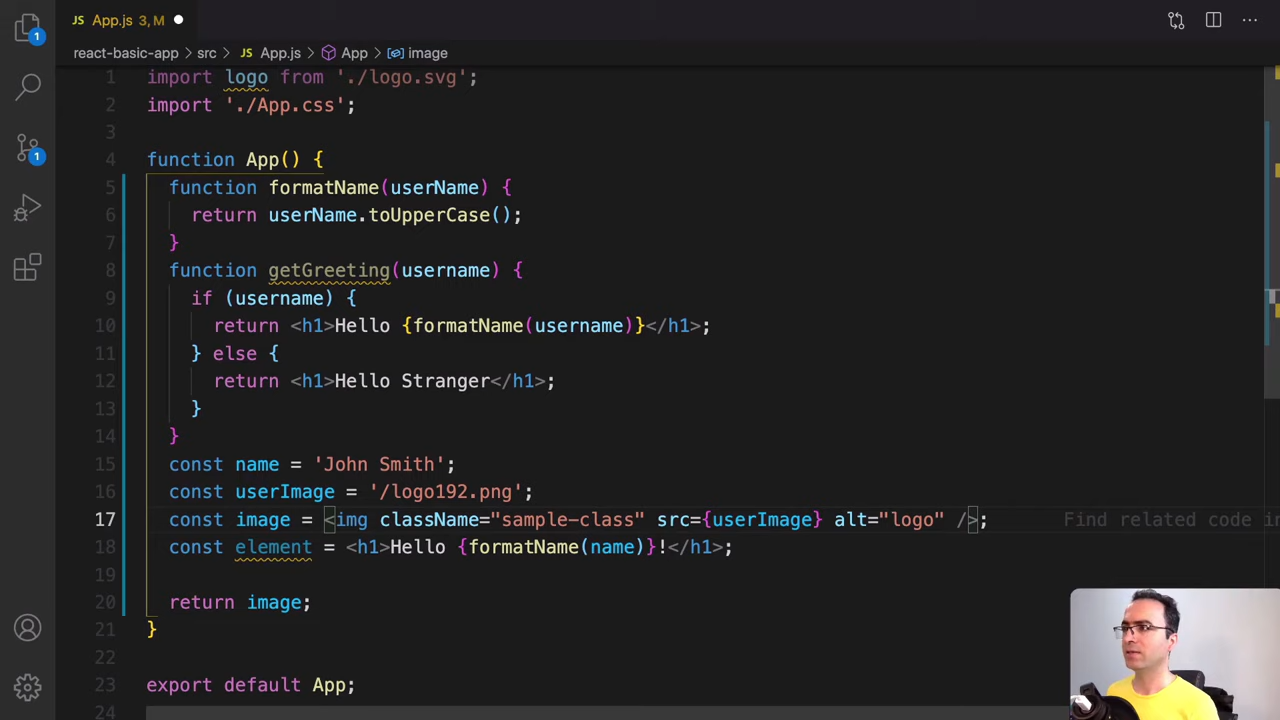 App.js 3, M
1
react-basic-app > src > App.js > App > image
1 import logo from './logo.svg';
2 import './App.css';
3
4 function App() {
5 function formatName(userName) {
6 return userName.toUpperCase();
7 }
8 function getGreeting(username) {
9 if (username) {
10 return <h1>Hello {formatName(username)}</h1>;
11 } else {
12 return <h1>Hello Stranger</h1>;
13 }
14 }
15 const name = 'John Smith';
16 const userImage = '/logo192.png';
17 const image = <img className="sample-class" src={userImage} alt="logo" />; Find related code in
18 const element = <h1>Hello {formatName(name)}!</h1>;
19
20 return image;
21 }
22
23 export default App;
24
1